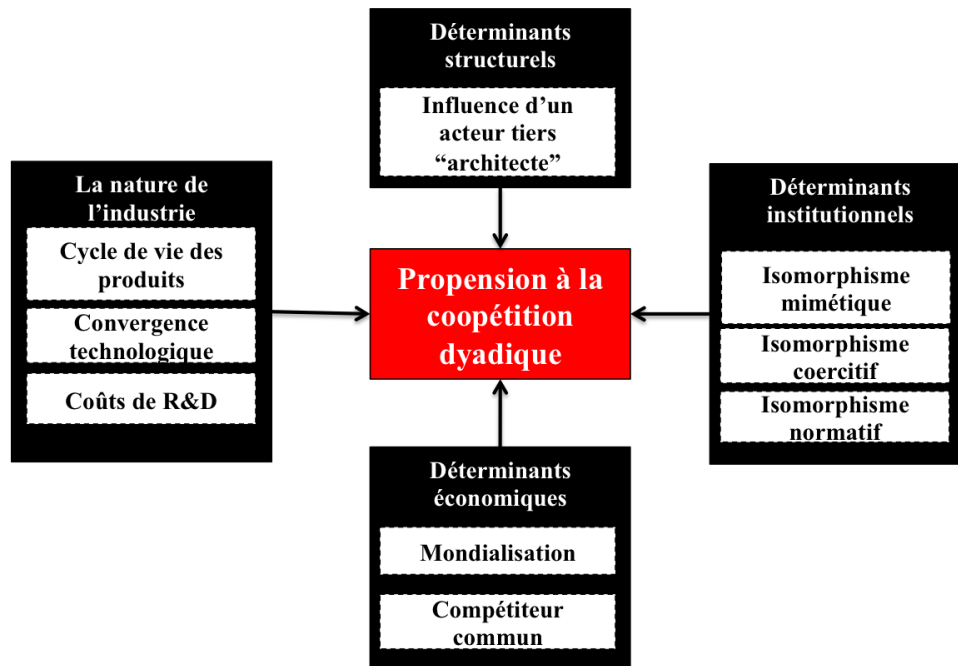 Déterminants
structurels
Influence d’un
acteur tiers
“architecte”
La nature de
l’industrie
Cycle de vie des
produits
Convergence
technologique
Coûts de R&D
Propension à la
coopétition
dyadique
Déterminants
institutionnels
Isomorphisme
mimétique
Isomorphisme
coercitif
Isomorphisme
normatif
Déterminants
économiques
Mondialisation
Compétiteur
commun